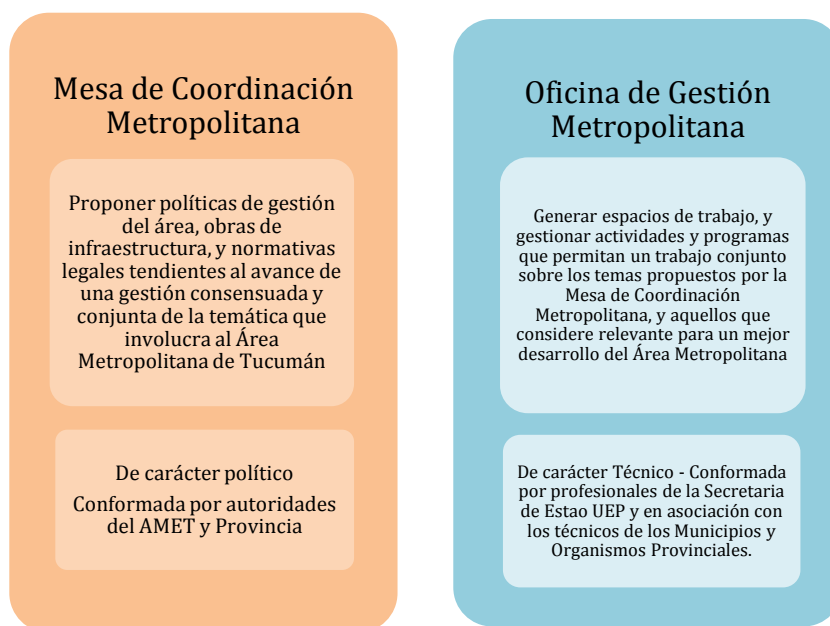 Mesa de Coordinación
Metropolitana
Proponer políticas de gestión
del área, obras de
infraestructura, y normativas
legales tendientes al avance de
una gestión consensuada y
conjunta de la temática que
involucra al Área
Metropolitana de Tucumán
De carácter político
Conformada por autoridades
del AMET y Provincia
Oficina de Gestión
Metropolitana
Generar espacios de trabajo, y
gestionar actividades y programas
que permitan un trabajo conjunto
sobre los temas propuestos por la
Mesa de Coordinación
Metropolitana, y aquellos que
considere relevante para un mejor
desarrollo del Área Metropolitana
De carácter Técnico - Conformada
por profesionales de la Secretaria
de Estao UEP y en asociación con
los técnicos de los Municipios y
Organismos Provinciales.